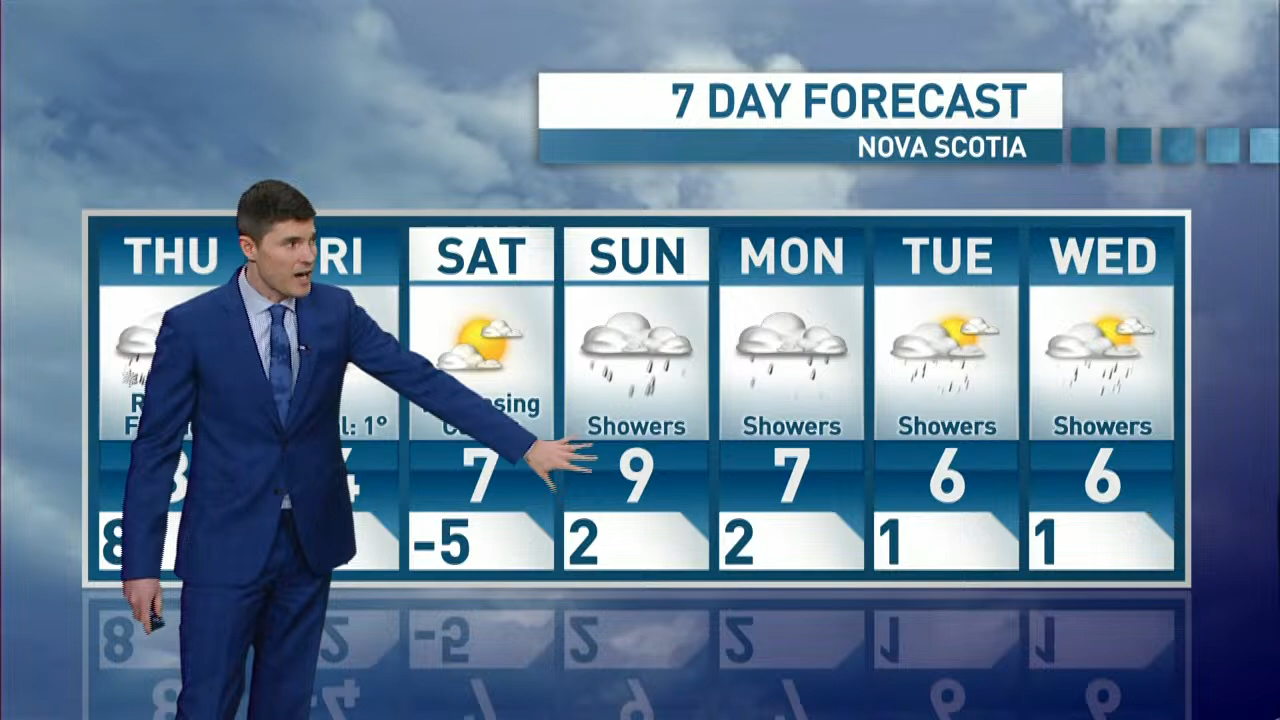 7 DAY FORECAST
NOVA SCOTIA
THU
SAT
SUN
MON
TUE
WED
Showers
Showers
Showers
Showers
7
9
7
6
6
-5
2
2
1
1